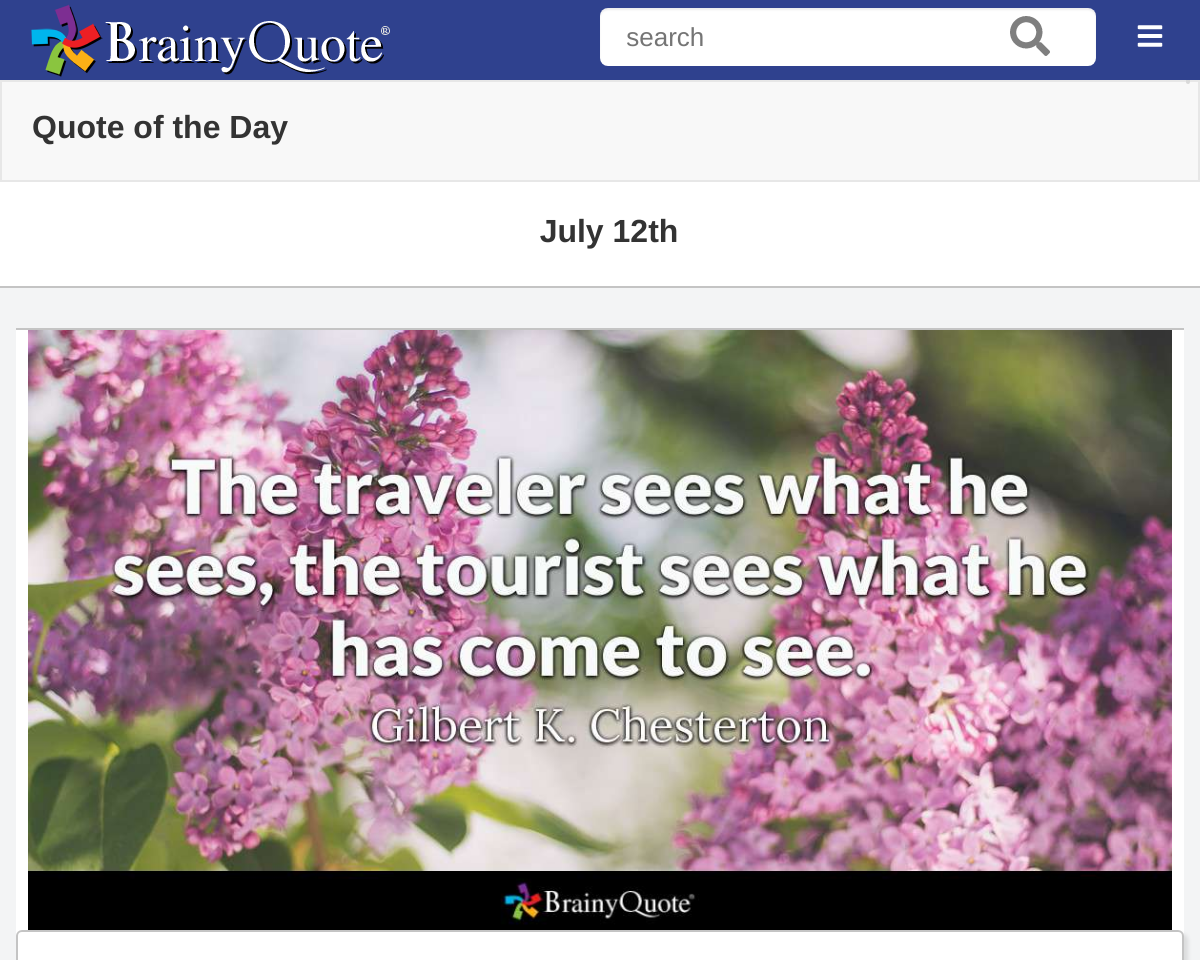 BrainyQuote®
search
Quote of the Day
July 12th
The traveler sees what he
sees, the tourist sees what he
has come to see.
Gilbert K. Chesterton
BrainyQuote®